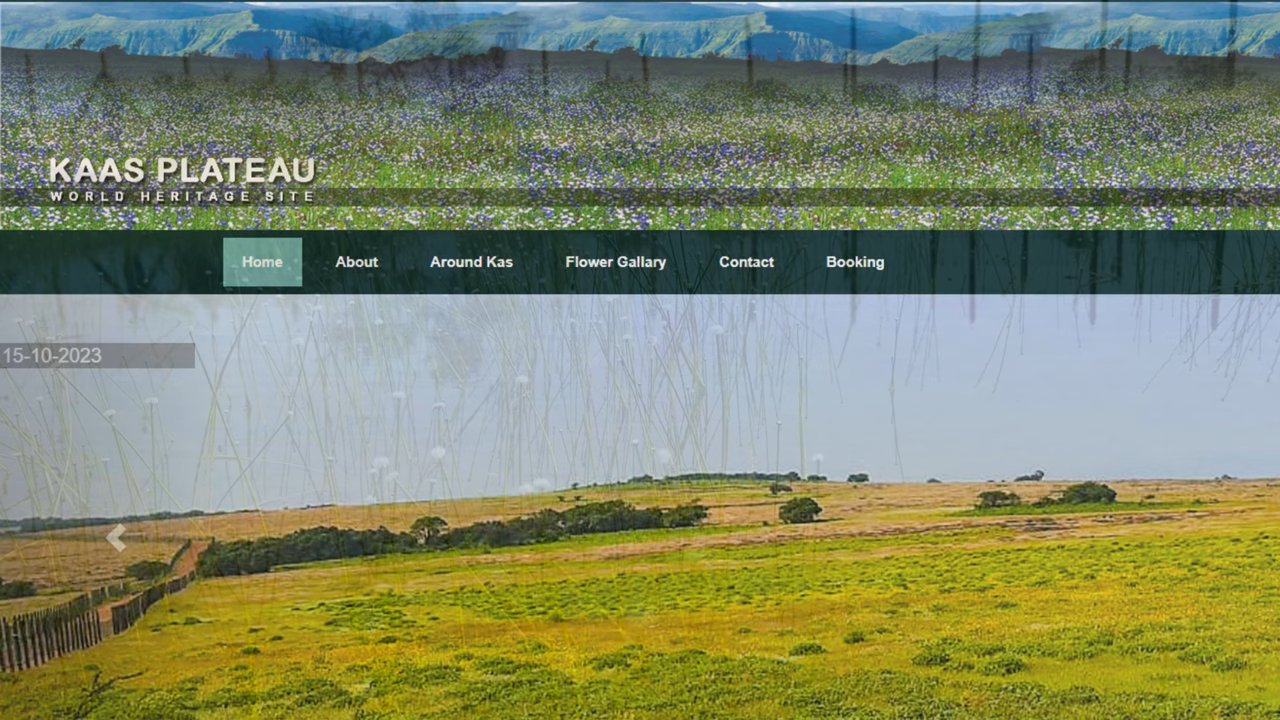 KAAS PLATEAU
WORLD HERITAGE SITE
Home About Around Kas Flower Gallary Contact Booking
15-10-2023